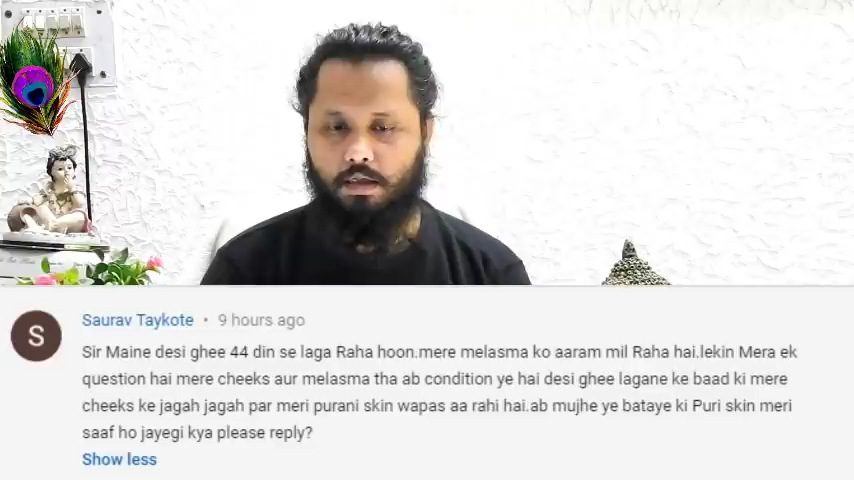 S
Saurav Taykote • 9 hours ago
Sir Maine desi ghee 44 din se laga Raha hoon.mere melasma ko aaram mil Raha hai.lekin Mera ek
question hai mere cheeks aur melasma tha ab condition ye hai desi ghee lagane ke baad ki mere
cheeks ke jagah jagah par meri purani skin wapas aa rahi hai.ab mujhe ye bataye ki Puri skin meri
saaf ho jayegi kya please reply?
Show less